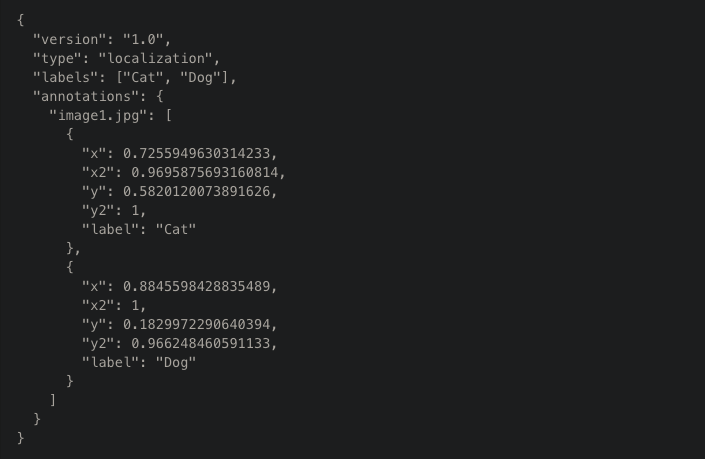 {
  "version": "1.0",
  "type": "localization",
  "labels": ["Cat", "Dog"],
  "annotations": {
    "image1.jpg": [
      {
        "x": 0.7255949630314233,
        "x2": 0.9695875693160814,
        "y": 0.5820120073891626,
        "y2": 1,
        "label": "Cat"
      },
      {
        "x": 0.8845598428835489,
        "x2": 1,
        "y": 0.1829972290640394,
        "y2": 0.966248460591133,
        "label": "Dog"
      }
    ]
  }
}